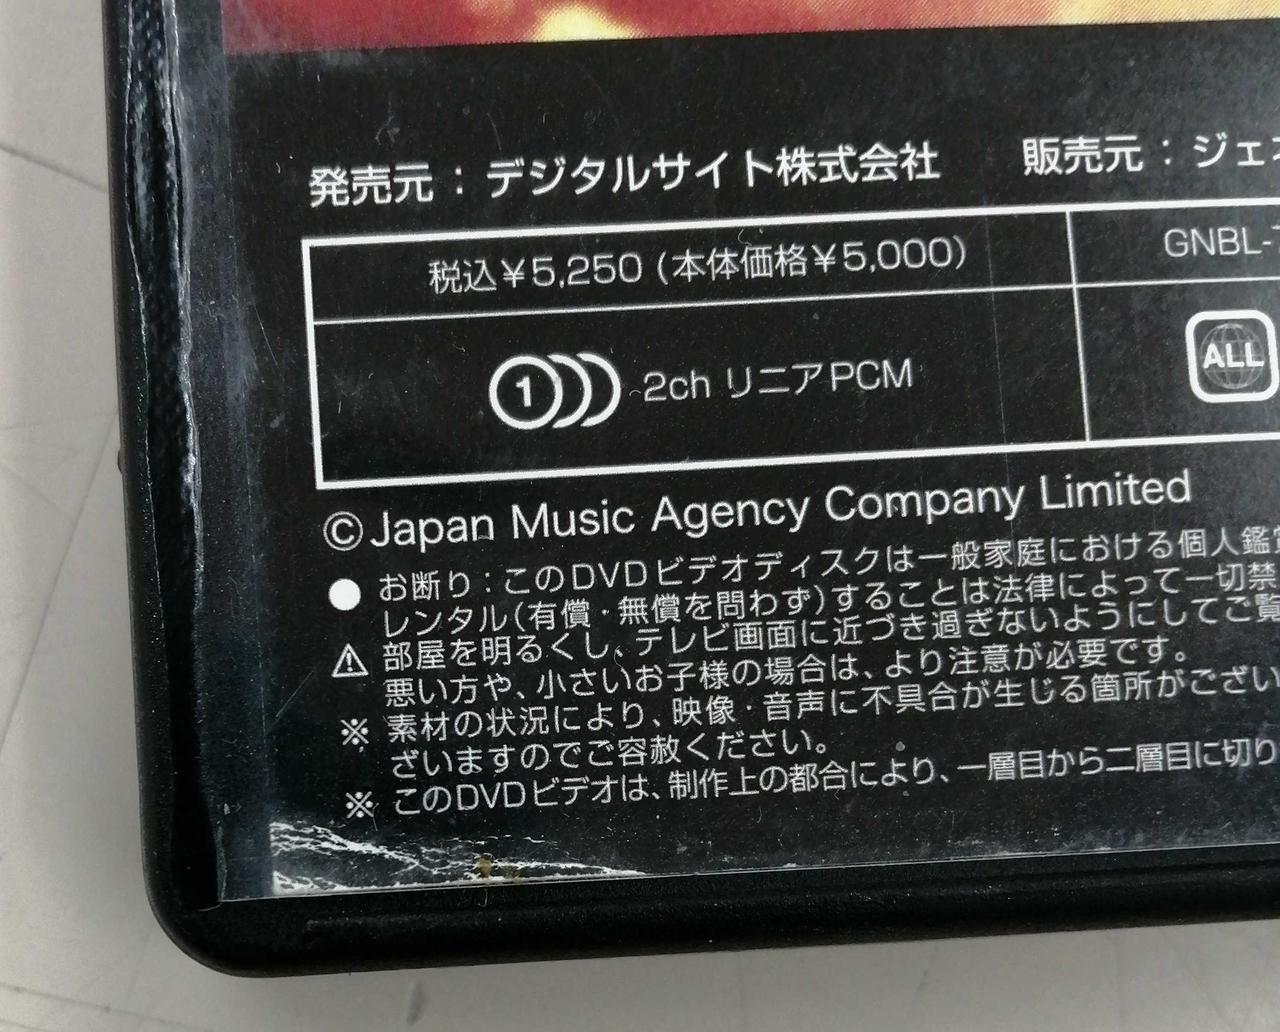 発売元：デジタルサイト株式会社　販売元：ジェ
税込￥5,250 (本体価格￥5,000)　GNBL-
1 2ch リニアPCM　ALL
©Japan Music Agency Company Limited
●お断り：このDVDビデオディスクは一般家庭における個人鑑
レンタル(有償・無償を問わず)することは法律によって一切禁
⚠部屋を明るくし、テレビ画面に近づき過ぎないようにしてご覧
悪い方や、小さいお子様の場合は、より注意が必要です。
※素材の状況により、映像・音声に不具合が生じる箇所がござい
ざいますのでご容赦ください。
※このDVDビデオは、制作上の都合により、一層目から二層目に切り